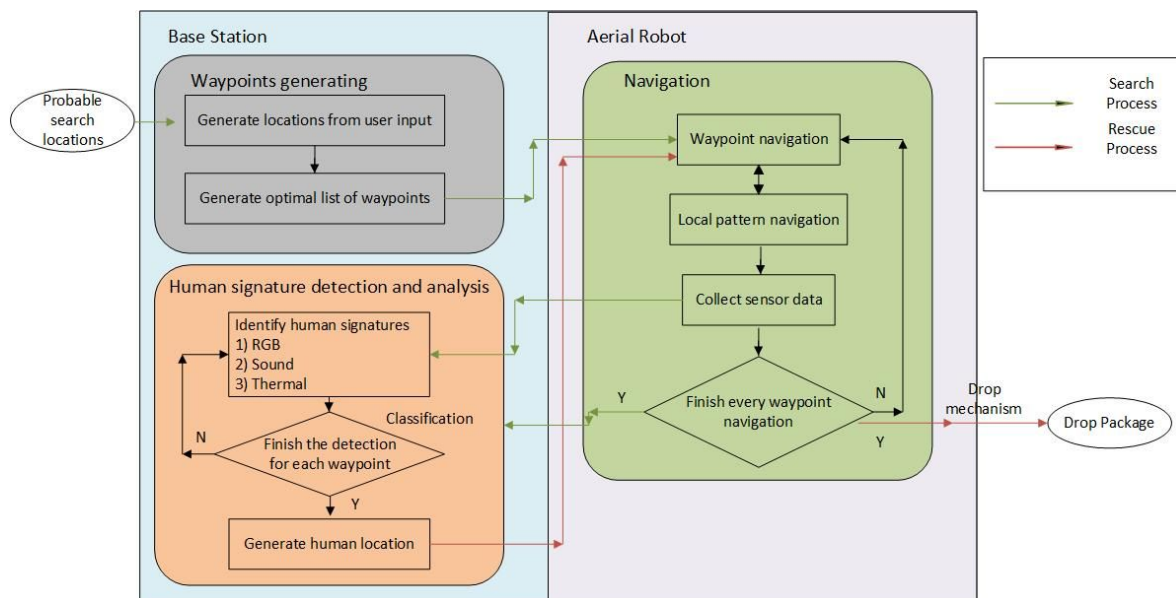 Base Station
Aerial Robot
Waypoints generating
Navigation
Search
Process
Rescue
Process
Probable
search
locations
Generate locations from user input
Generate optimal list of waypoints
Waypoint navigation
Local pattern navigation
Collect sensor data
Finish every waypoint
navigation
Y
N
Y
Drop
mechanism
Drop Package
Human signature detection and analysis
Identify human signatures
1) RGB
2) Sound
3) Thermal
Classification
Finish the detection
for each waypoint
N
Y
Generate human location